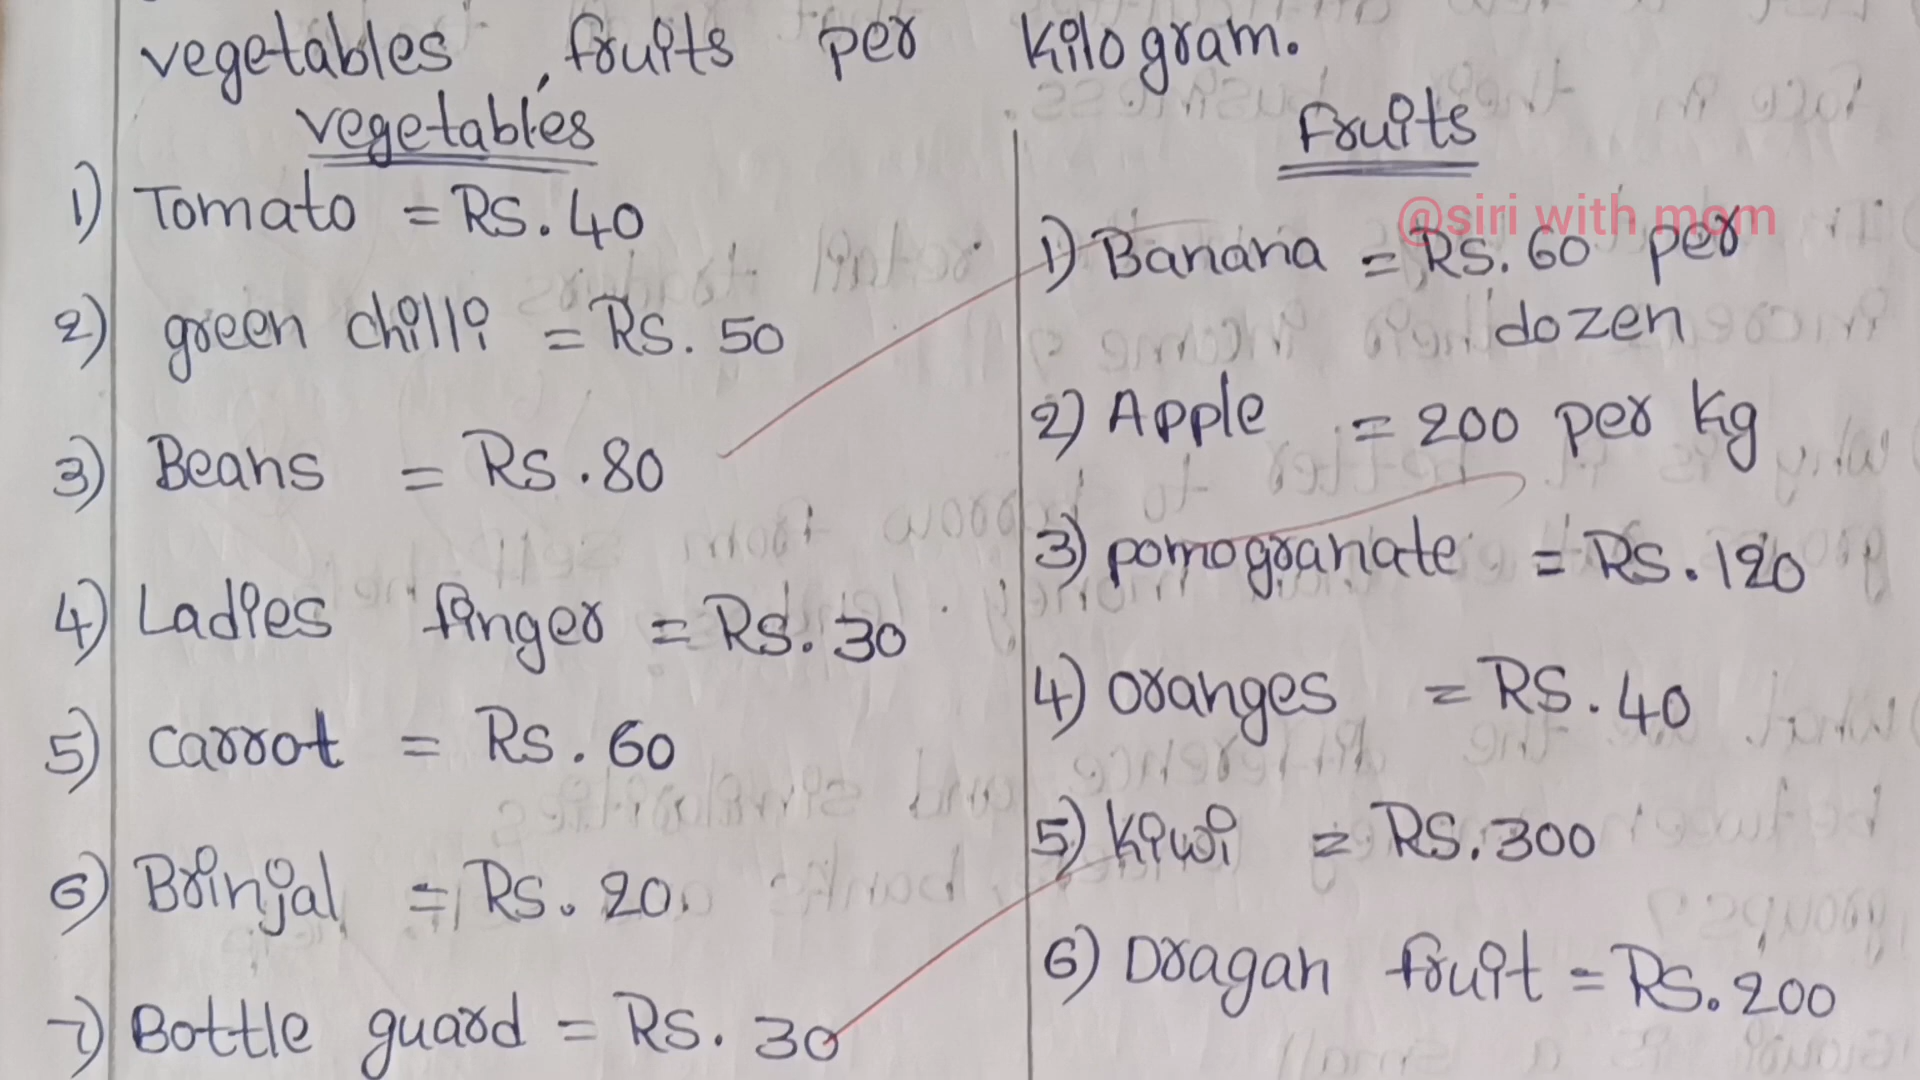 vegetables, fruits per Kilogram.
vegetables
1) Tomato = RS. 40
2) green chilli = RS. 50
3) Beans = RS. 80
4) Ladies finger = RS. 30
5) carrot = RS. 60
6) Brinjal = RS. 20.
7) Bottle guard = RS. 30
Fruits
@siri with mom
1) Banana = RS. 60 per
dozen
2) Apple = 200 per Kg
3) pomogranate = RS. 120
4) oranges = RS. 40
5) Kiwi = RS. 300
6) Dragan fruit = RS. 200